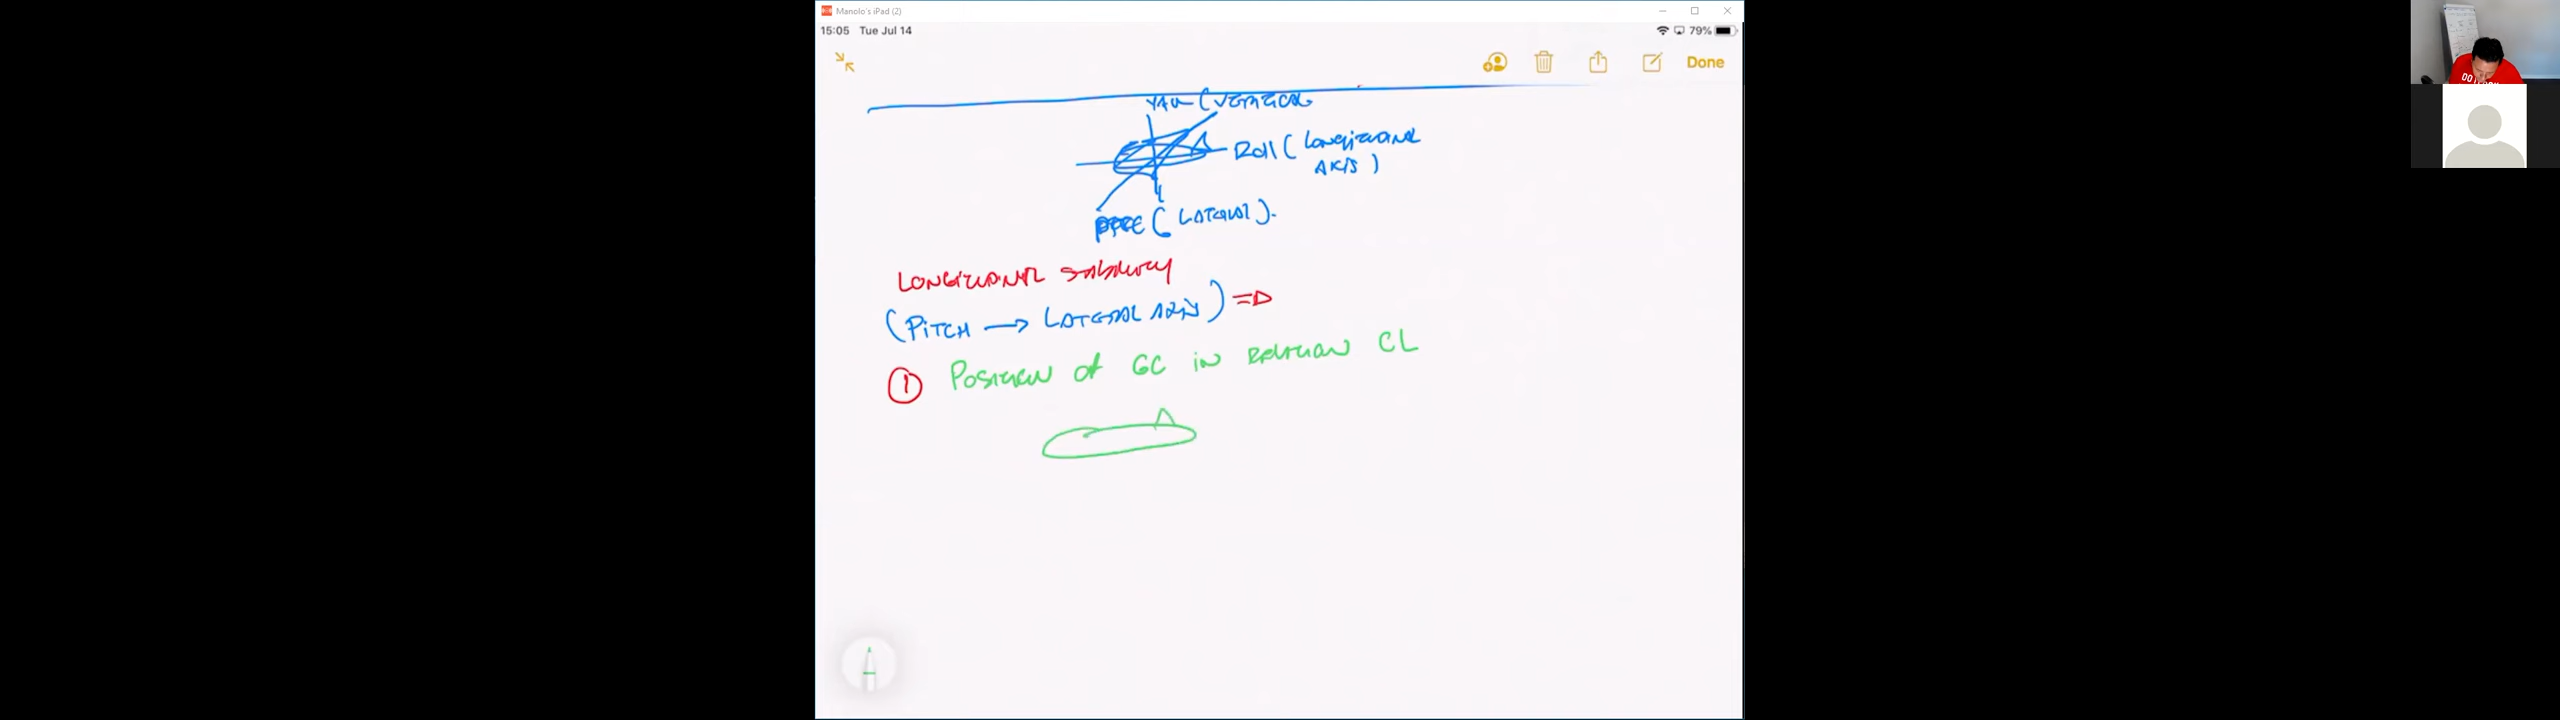 Manolo's iPad (2)
15:05 Tue Jul 14
79%
Done
YAW (VERTICAL
Roll (Longitudinal
AXIS)
(LATERAL).
LONGITUDINAL Stability
(PITCH → LATERAL AXIS) =>
① Position of GC in RELATION CL
DO